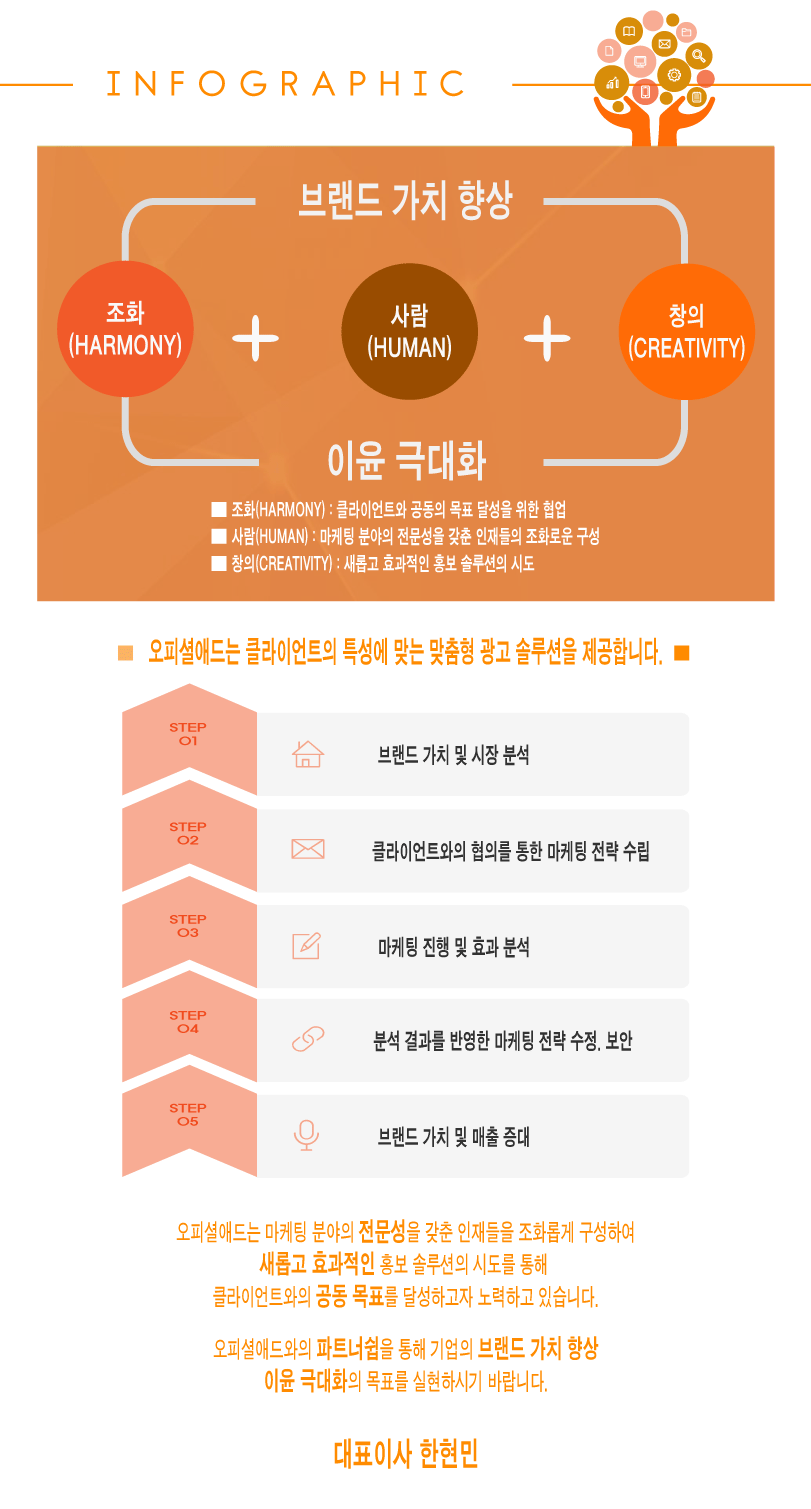 INFOGRAPHIC
브랜드 가치 향상
조화
(HARMONY)
+
사람
(HUMAN)
+
창의
(CREATIVITY)
이윤 극대화
■ 조화(HARMONY) : 클라이언트와 공동의 목표 달성을 위한 협업
■ 사람(HUMAN) : 마케팅 분야의 전문성을 갖춘 인재들의 조화로운 구성
■ 창의(CREATIVITY) : 새롭고 효과적인 홍보 솔루션의 시도
■ 오피셜애드는 클라이언트의 특성에 맞는 맞춤형 광고 솔루션을 제공합니다. ■
STEP
01
브랜드 가치 및 시장 분석
STEP
02
클라이언트와의 협의를 통한 마케팅 전략 수립
STEP
03
마케팅 진행 및 효과 분석
STEP
04
분석 결과를 반영한 마케팅 전략 수정. 보안
STEP
05
브랜드 가치 및 매출 증대
오피셜애드는 마케팅 분야의 전문성을 갖춘 인재들을 조화롭게 구성하여
새롭고 효과적인 홍보 솔루션의 시도를 통해
클라이언트와의 공동 목표를 달성하고자 노력하고 있습니다.
오피셜애드와의 파트너쉽을 통해 기업의 브랜드 가치 향상
이윤 극대화의 목표를 실현하시기 바랍니다.
대표이사 한현민